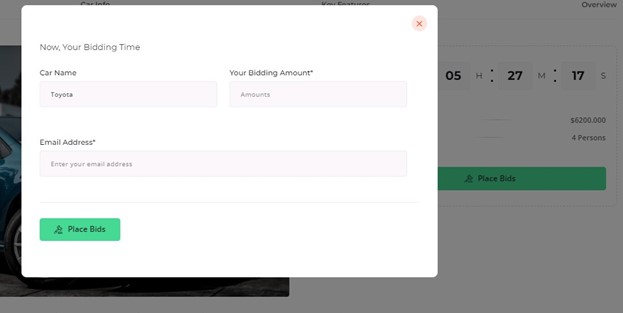 Car Info
Key Features
Overview
Now, Your Bidding Time
Car Name
Your Bidding Amount*
Toyota
Amounts
05 H : 27 M : 17 S
$6200.000
4 Persons
Email Address*
Enter your email address
Place Bids
Place Bids